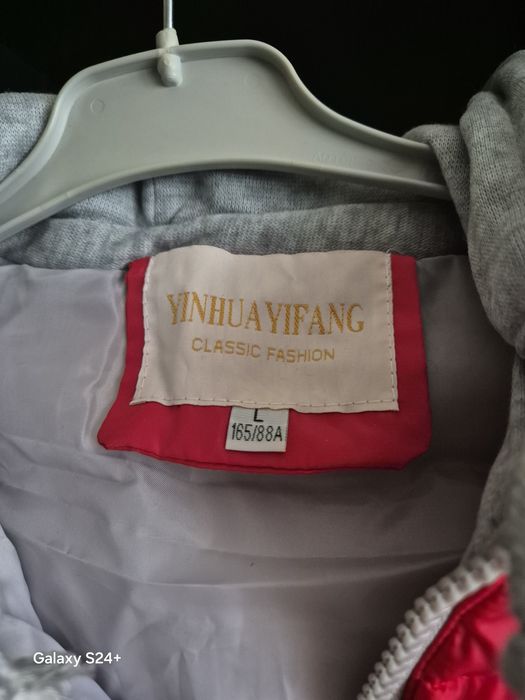 YINHUAYIFANG
CLASSIC FASHION
L
165/88A
Galaxy S24+